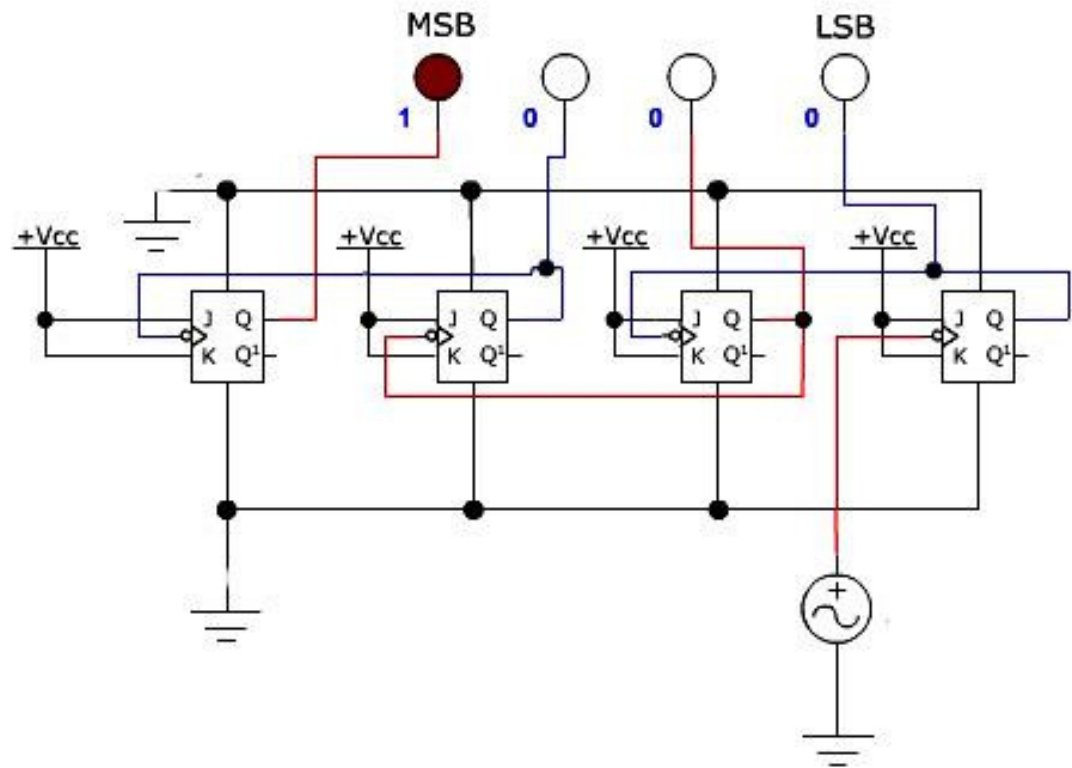 MSB LSB
1 0 0 0
+Vcc +Vcc +Vcc +Vcc
J Q J Q J Q J Q
K Q¹ K Q¹ K Q¹ K Q¹
+